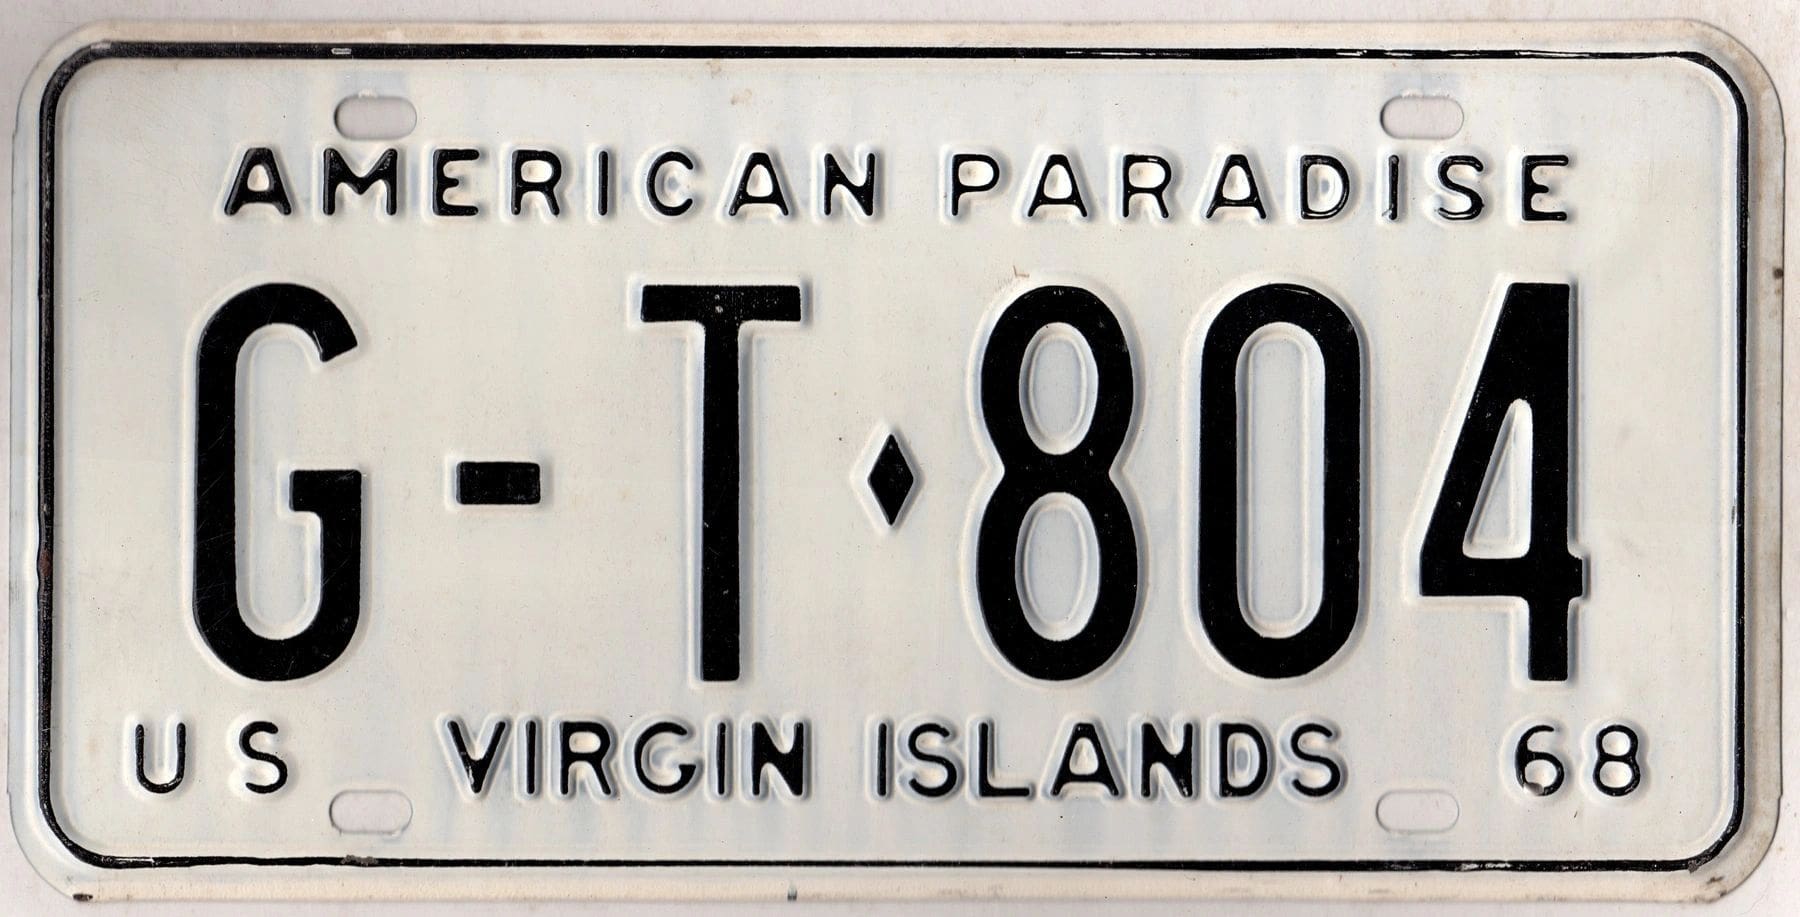 AMERICAN PARADISE
G-T♦804
US VIRGIN ISLANDS 68